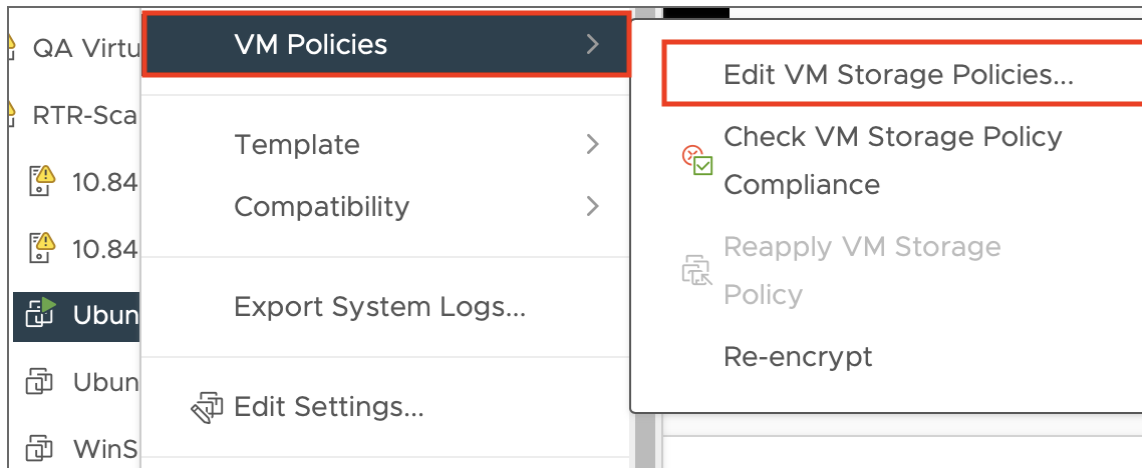 QA Virtu
RTR-Sca
10.84
10.84
Ubun
Ubun
WinS
VM Policies
Template
Compatibility
Export System Logs...
Edit Settings...
Edit VM Storage Policies...
Check VM Storage Policy
Compliance
Reapply VM Storage
Policy
Re-encrypt